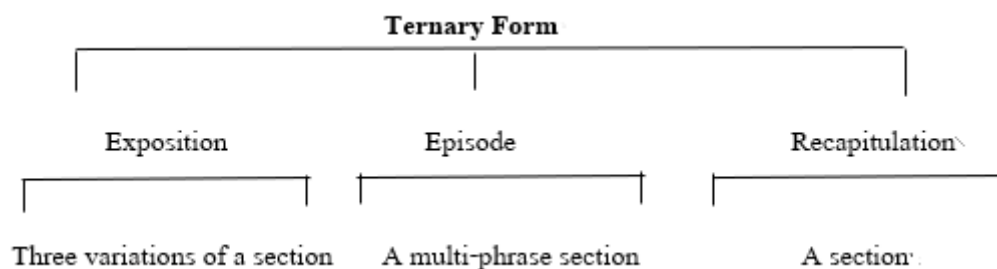 Ternary Form
Exposition Episode Recapitulation
Three variations of a section A multi-phrase section A section